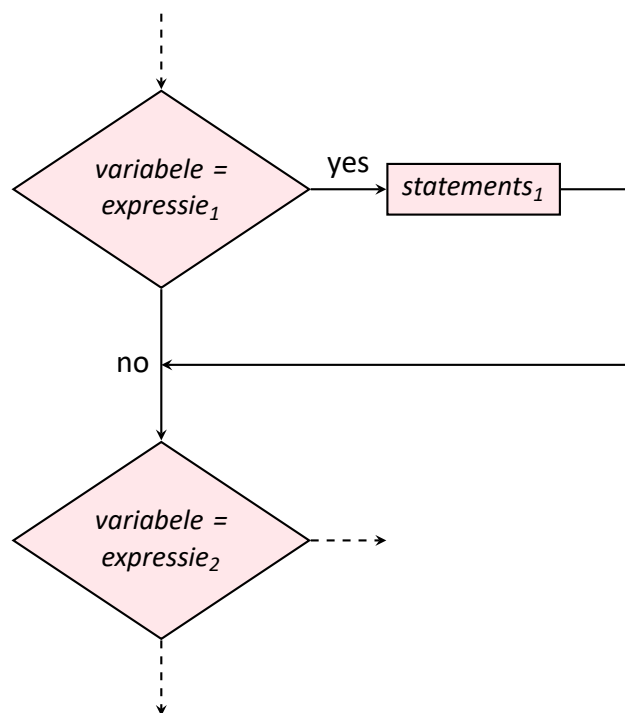 variabele =
expressie₁
yes
statements₁
no
variabele =
expressie₂